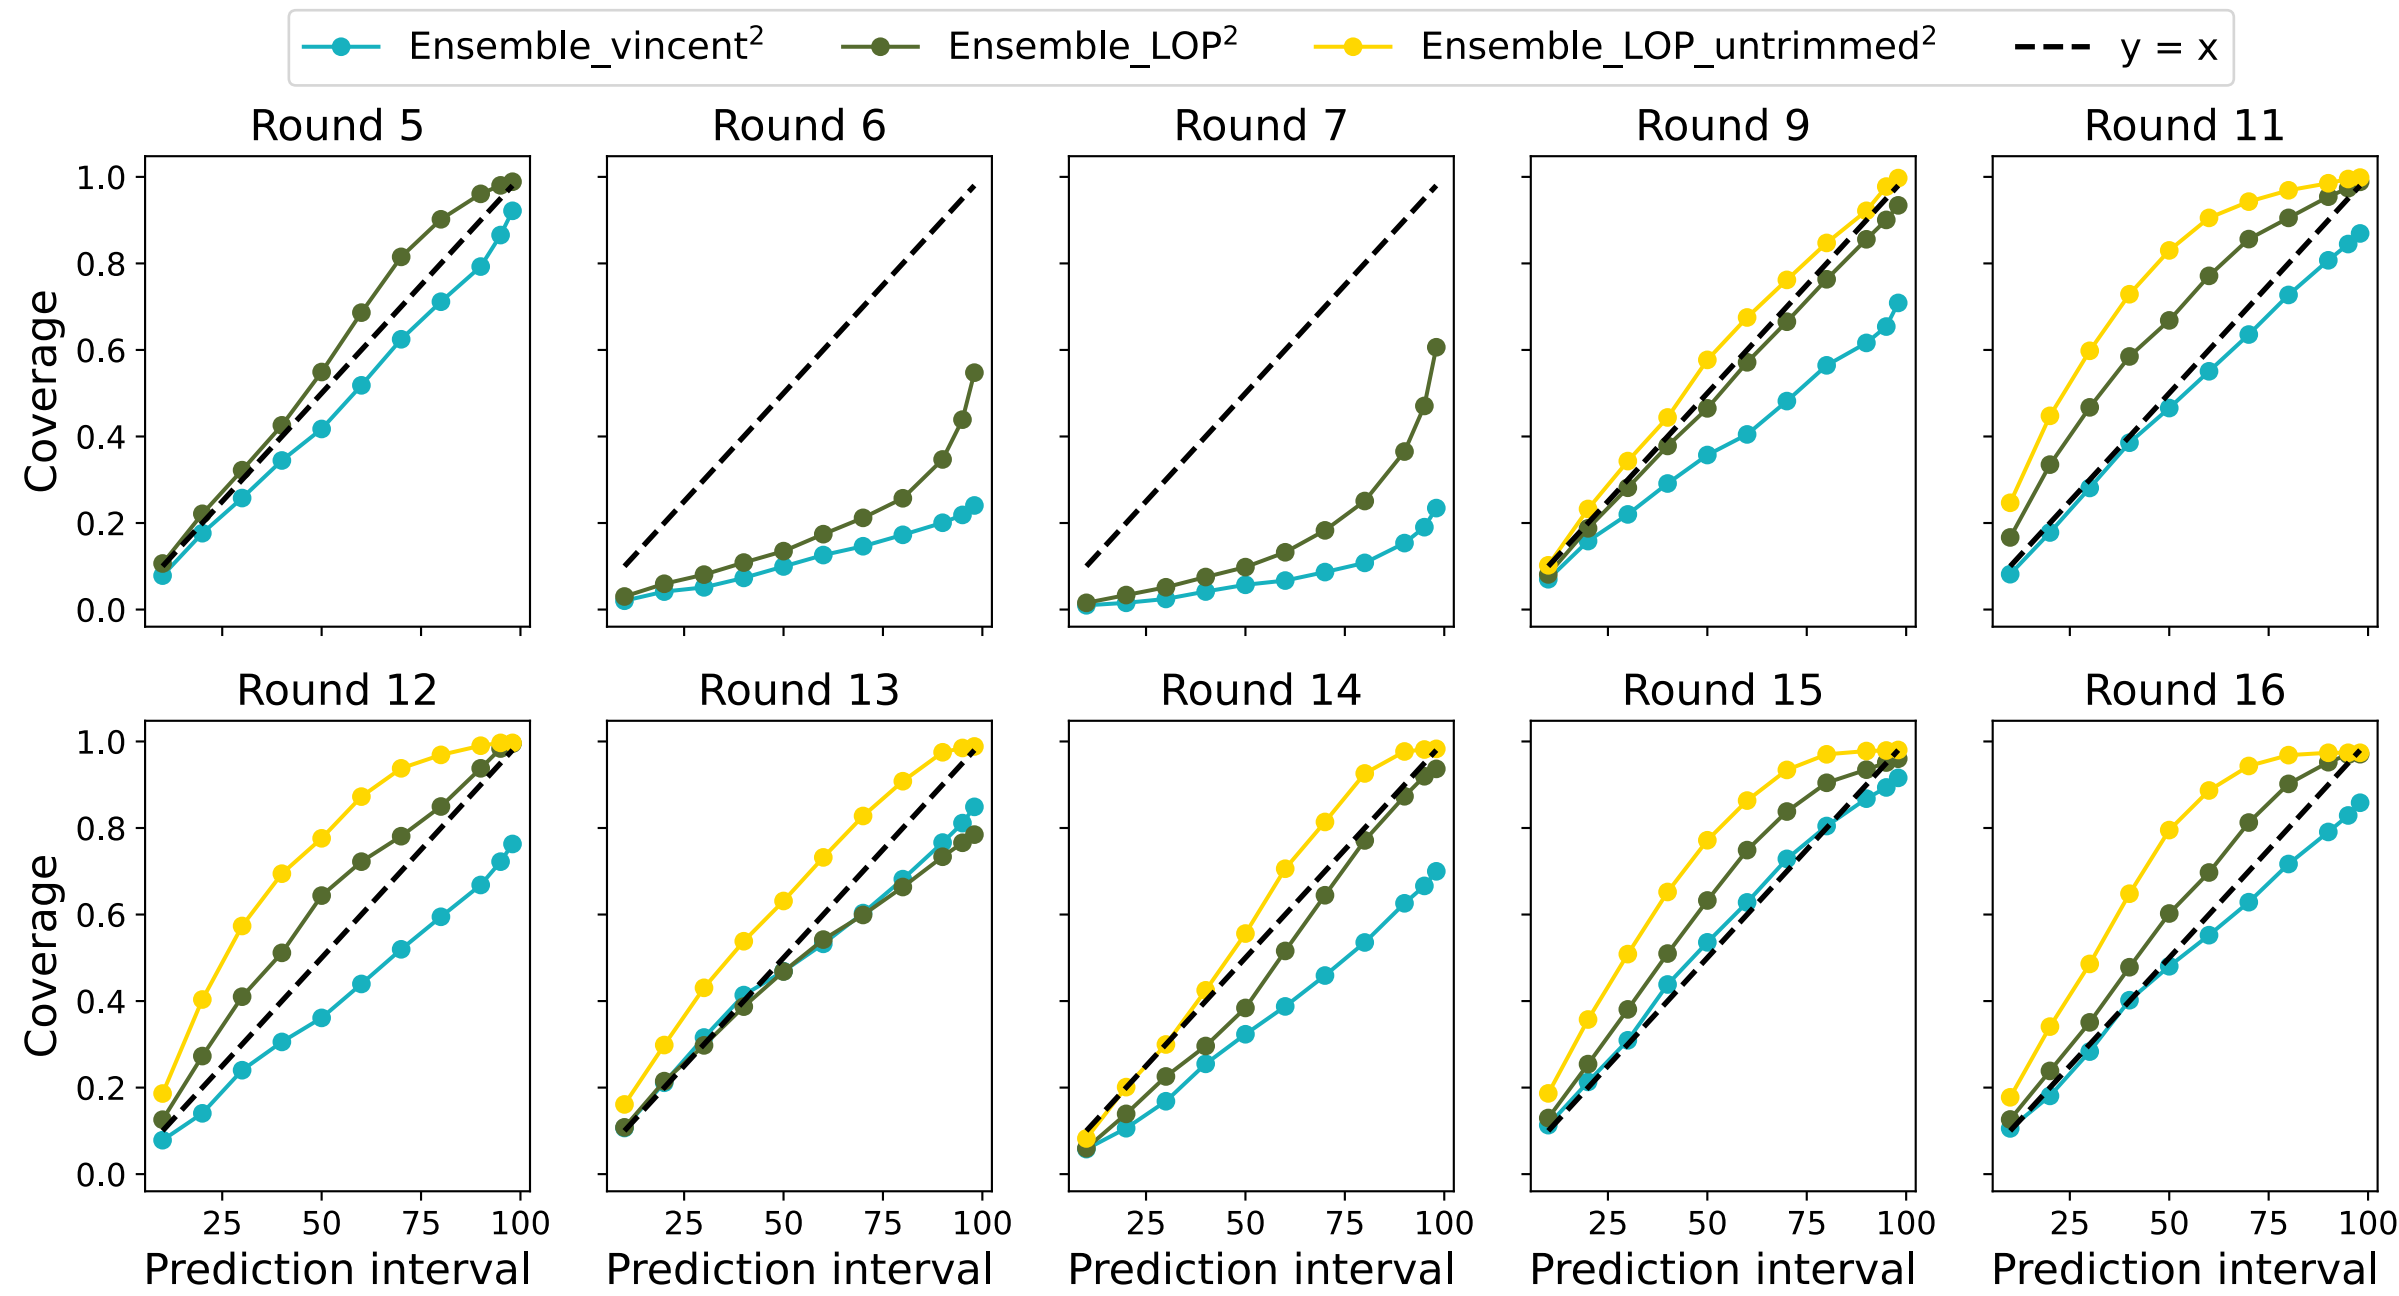 Ensemble_vincent² Ensemble_LOP² Ensemble_LOP_untrimmed² y = x
Round 5 Round 6 Round 7 Round 9 Round 11
Coverage
1.0
0.8
0.6
0.4
0.2
0.0
Round 12 Round 13 Round 14 Round 15 Round 16
Coverage
1.0
0.8
0.6
0.4
0.2
0.0
25 50 75 100 25 50 75 100 25 50 75 100 25 50 75 100 25 50 75 100
Prediction interval Prediction interval Prediction interval Prediction interval Prediction interval